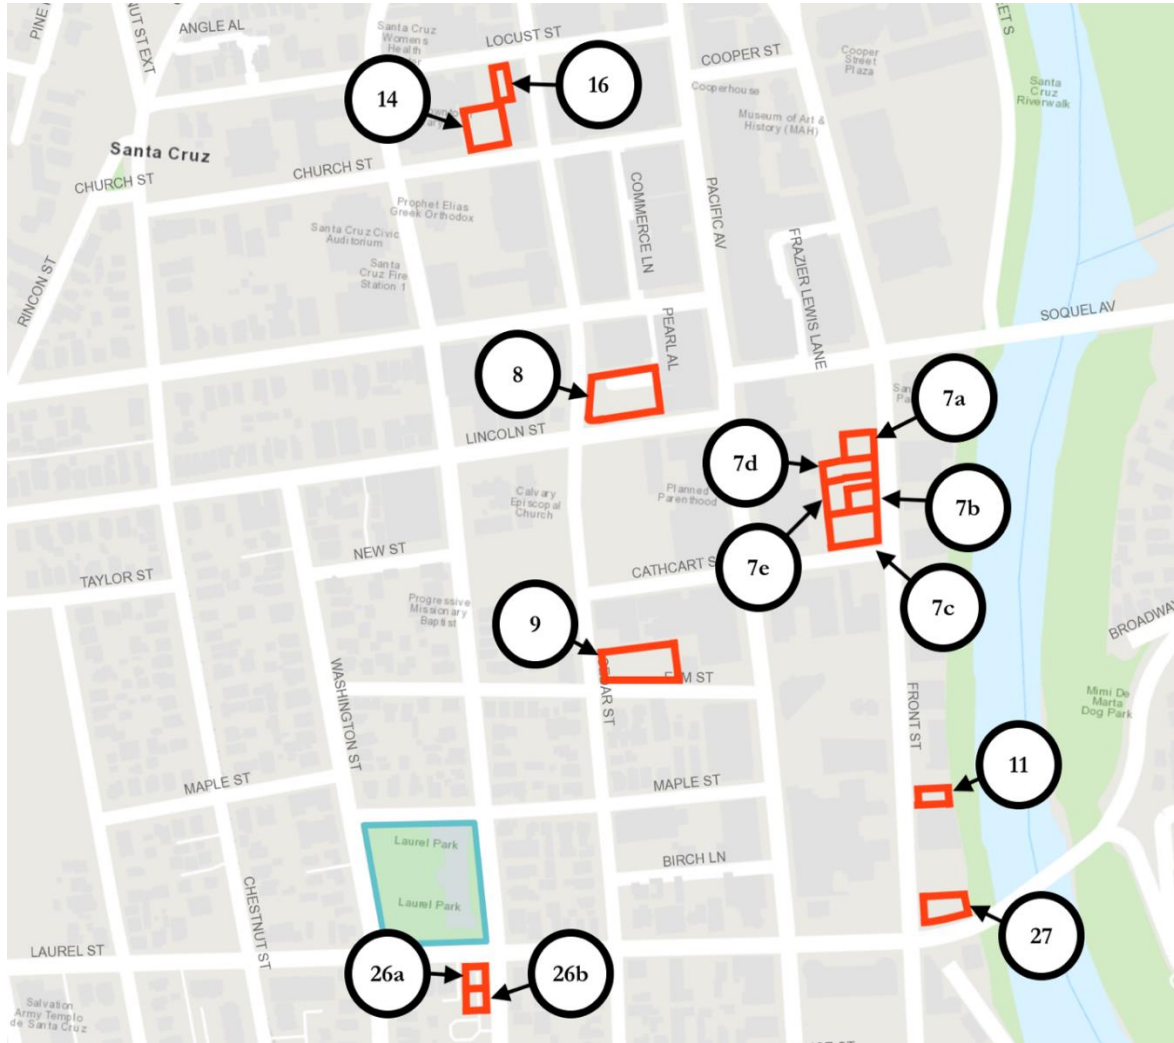 ANGLE AL
LOCUST ST
COOPER ST
Santa Cruz
Womens
Health
Cooper
Street
Plaza
Santa
Cruz
Riverwalk
14
16
Cooperhouse
Museum of Art &
History (MAH)
Santa Cruz
CHURCH ST
CHURCH ST
COMMERCE LN
PACIFIC AV
Prophet Elias
Greek Orthodox
Santa Cruz Civic
Auditorium
Santa
Cruz Fire
Station 1
RINCON ST
FRAZIER LEWIS LANE
SOQUEL AV
PEARL AL
8
7a
LINCOLN ST
7d
7b
Calvary
Episcopal
Church
Planned
Parenthood
NEW ST
7e
CATHCART S
TAYLOR ST
Progressive
Missionary
Baptist
7c
9
WASHINGTON ST
ST
FRONT ST
Mimi De
Marta
Dog Park
11
MAPLE ST
MAPLE ST
Laurel Park
BIRCH LN
Laurel Park
CHESTNUT ST
LAUREL ST
27
26a
26b
Salvation
Army Templo
de Santa Cruz